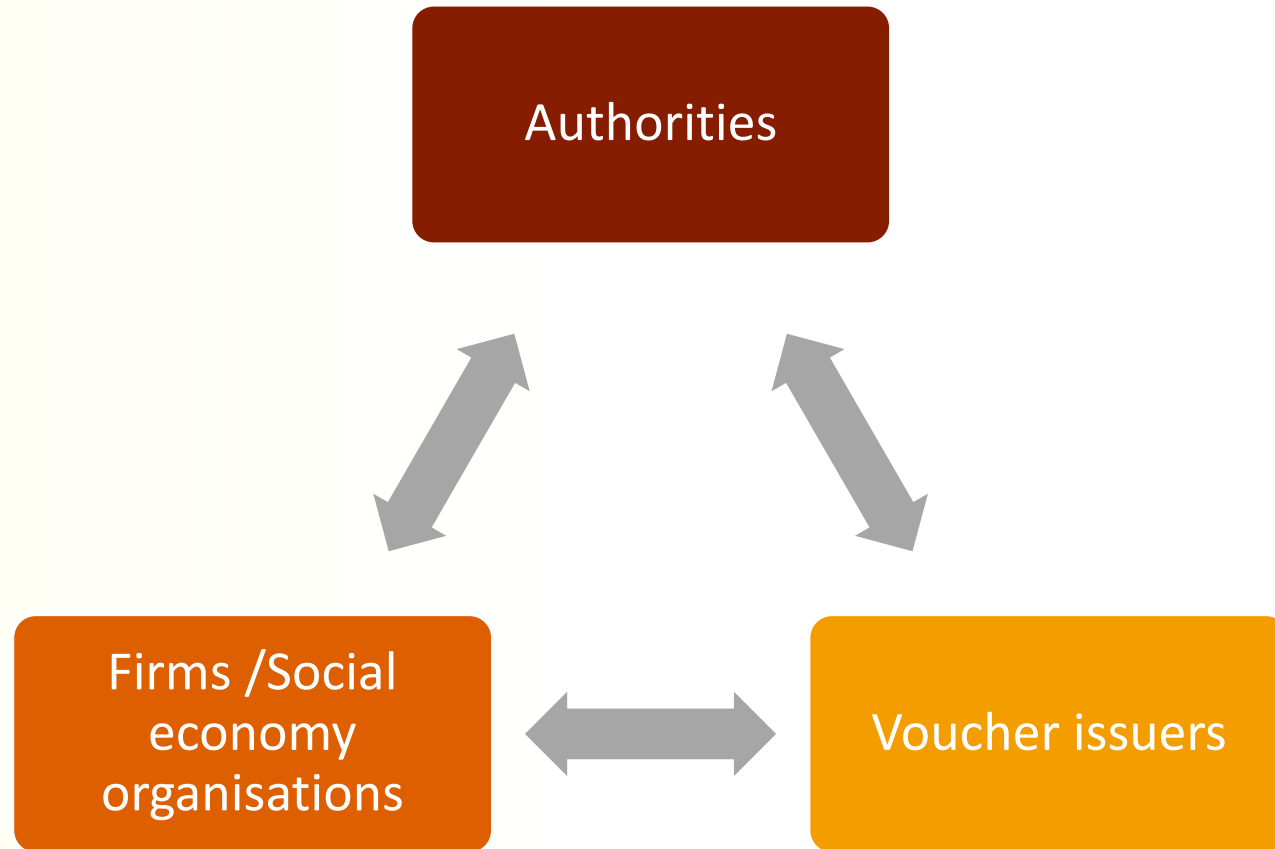 Authorities
Firms /Social
economy
organisations
Voucher issuers